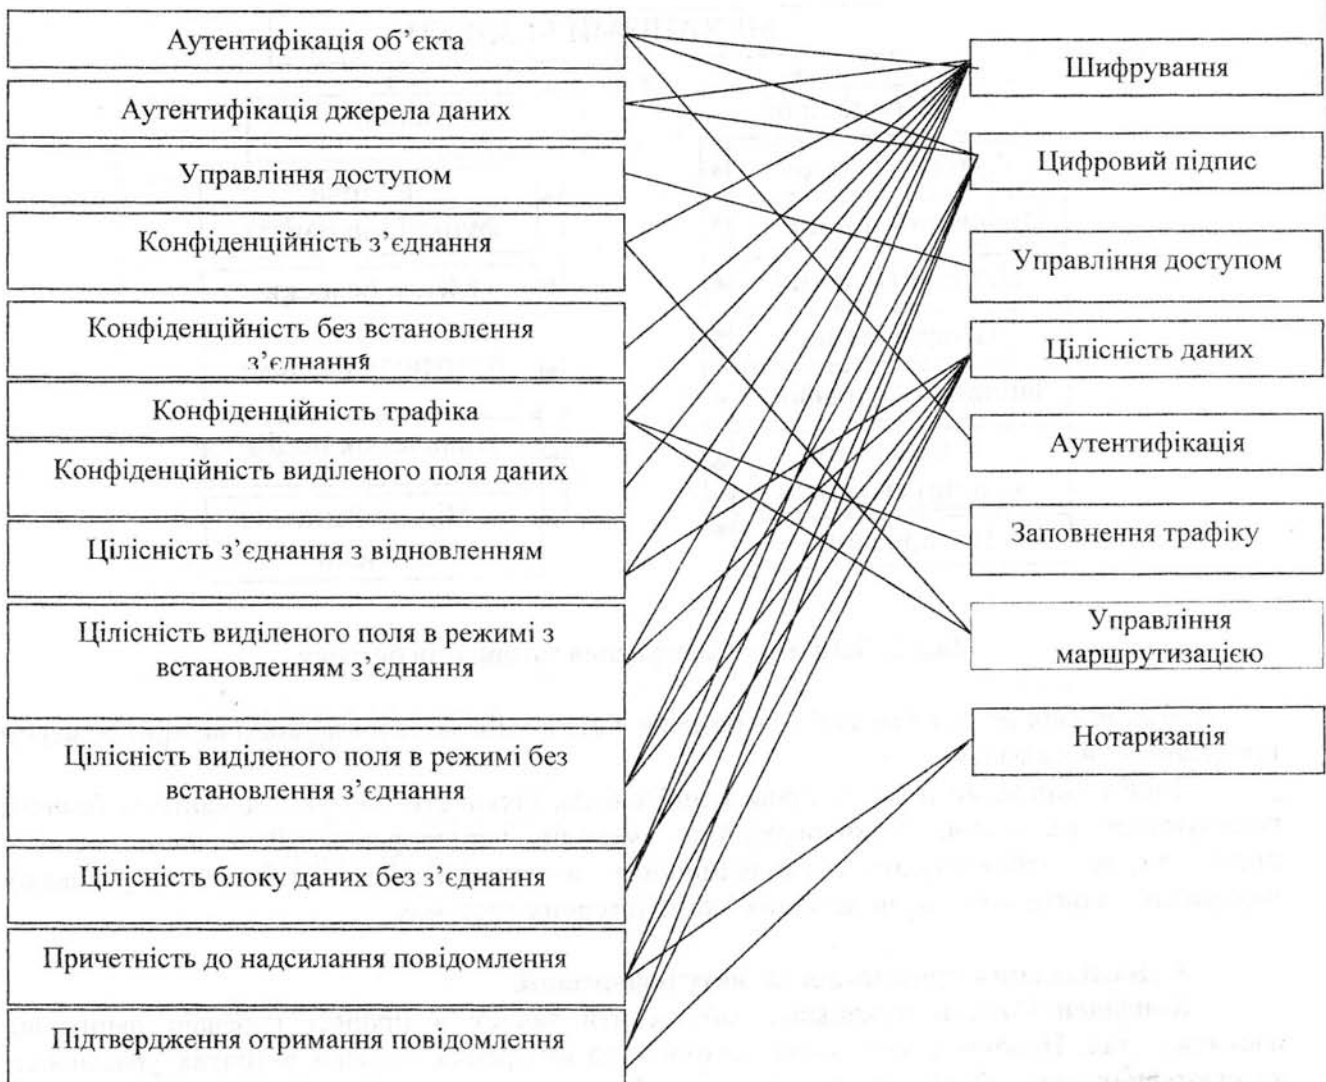 Аутентифікація об’єкта
Аутентифікація джерела даних
Управління доступом
Конфіденційність з’єднання
Конфіденційність без встановлення
з’єднання
Конфіденційність трафіка
Конфіденційність виділеного поля даних
Цілісність з’єднання з відновленням
Цілісність виділеного поля в режимі з
встановленням з’єднання
Цілісність виділеного поля в режимі без
встановлення з’єднання
Цілісність блоку даних без з’єднання
Причетність до надсилання повідомлення
Підтвердження отримання повідомлення
Шифрування
Цифровий підпис
Управління доступом
Цілісність даних
Аутентифікація
Заповнення трафіку
Управління
маршрутизацією
Нотаризація